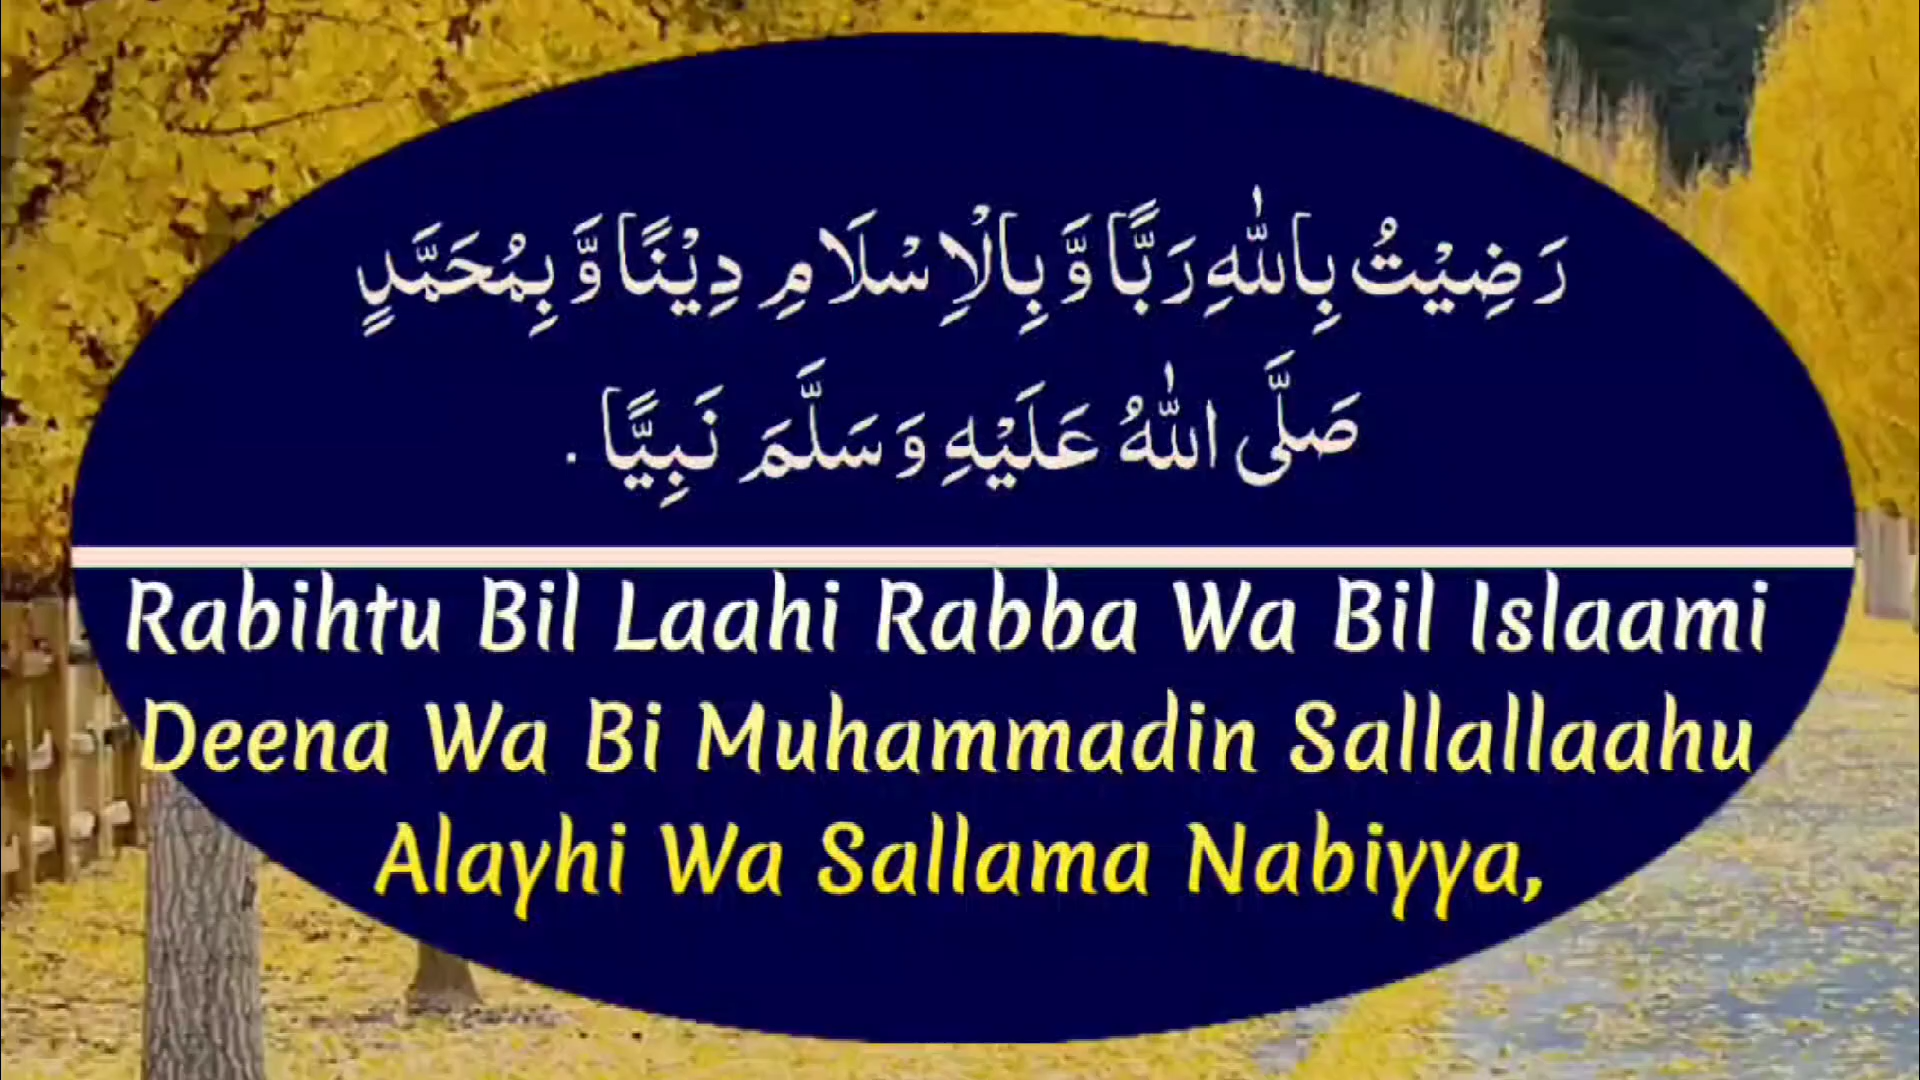 رَضِيْتُ بِاللّٰهِ رَبًّا وَّ بِالْاِسْلَامِ دِيْنًا وَّ بِمُحَمَّدٍ
صَلَّى اللّٰهُ عَلَيْهِ وَسَلَّمَ نَبِيًّا .
Rabihtu Bil Laahi Rabba Wa Bil Islaami
Deena Wa Bi Muhammadin Sallallaahu
Alayhi Wa Sallama Nabiyya,